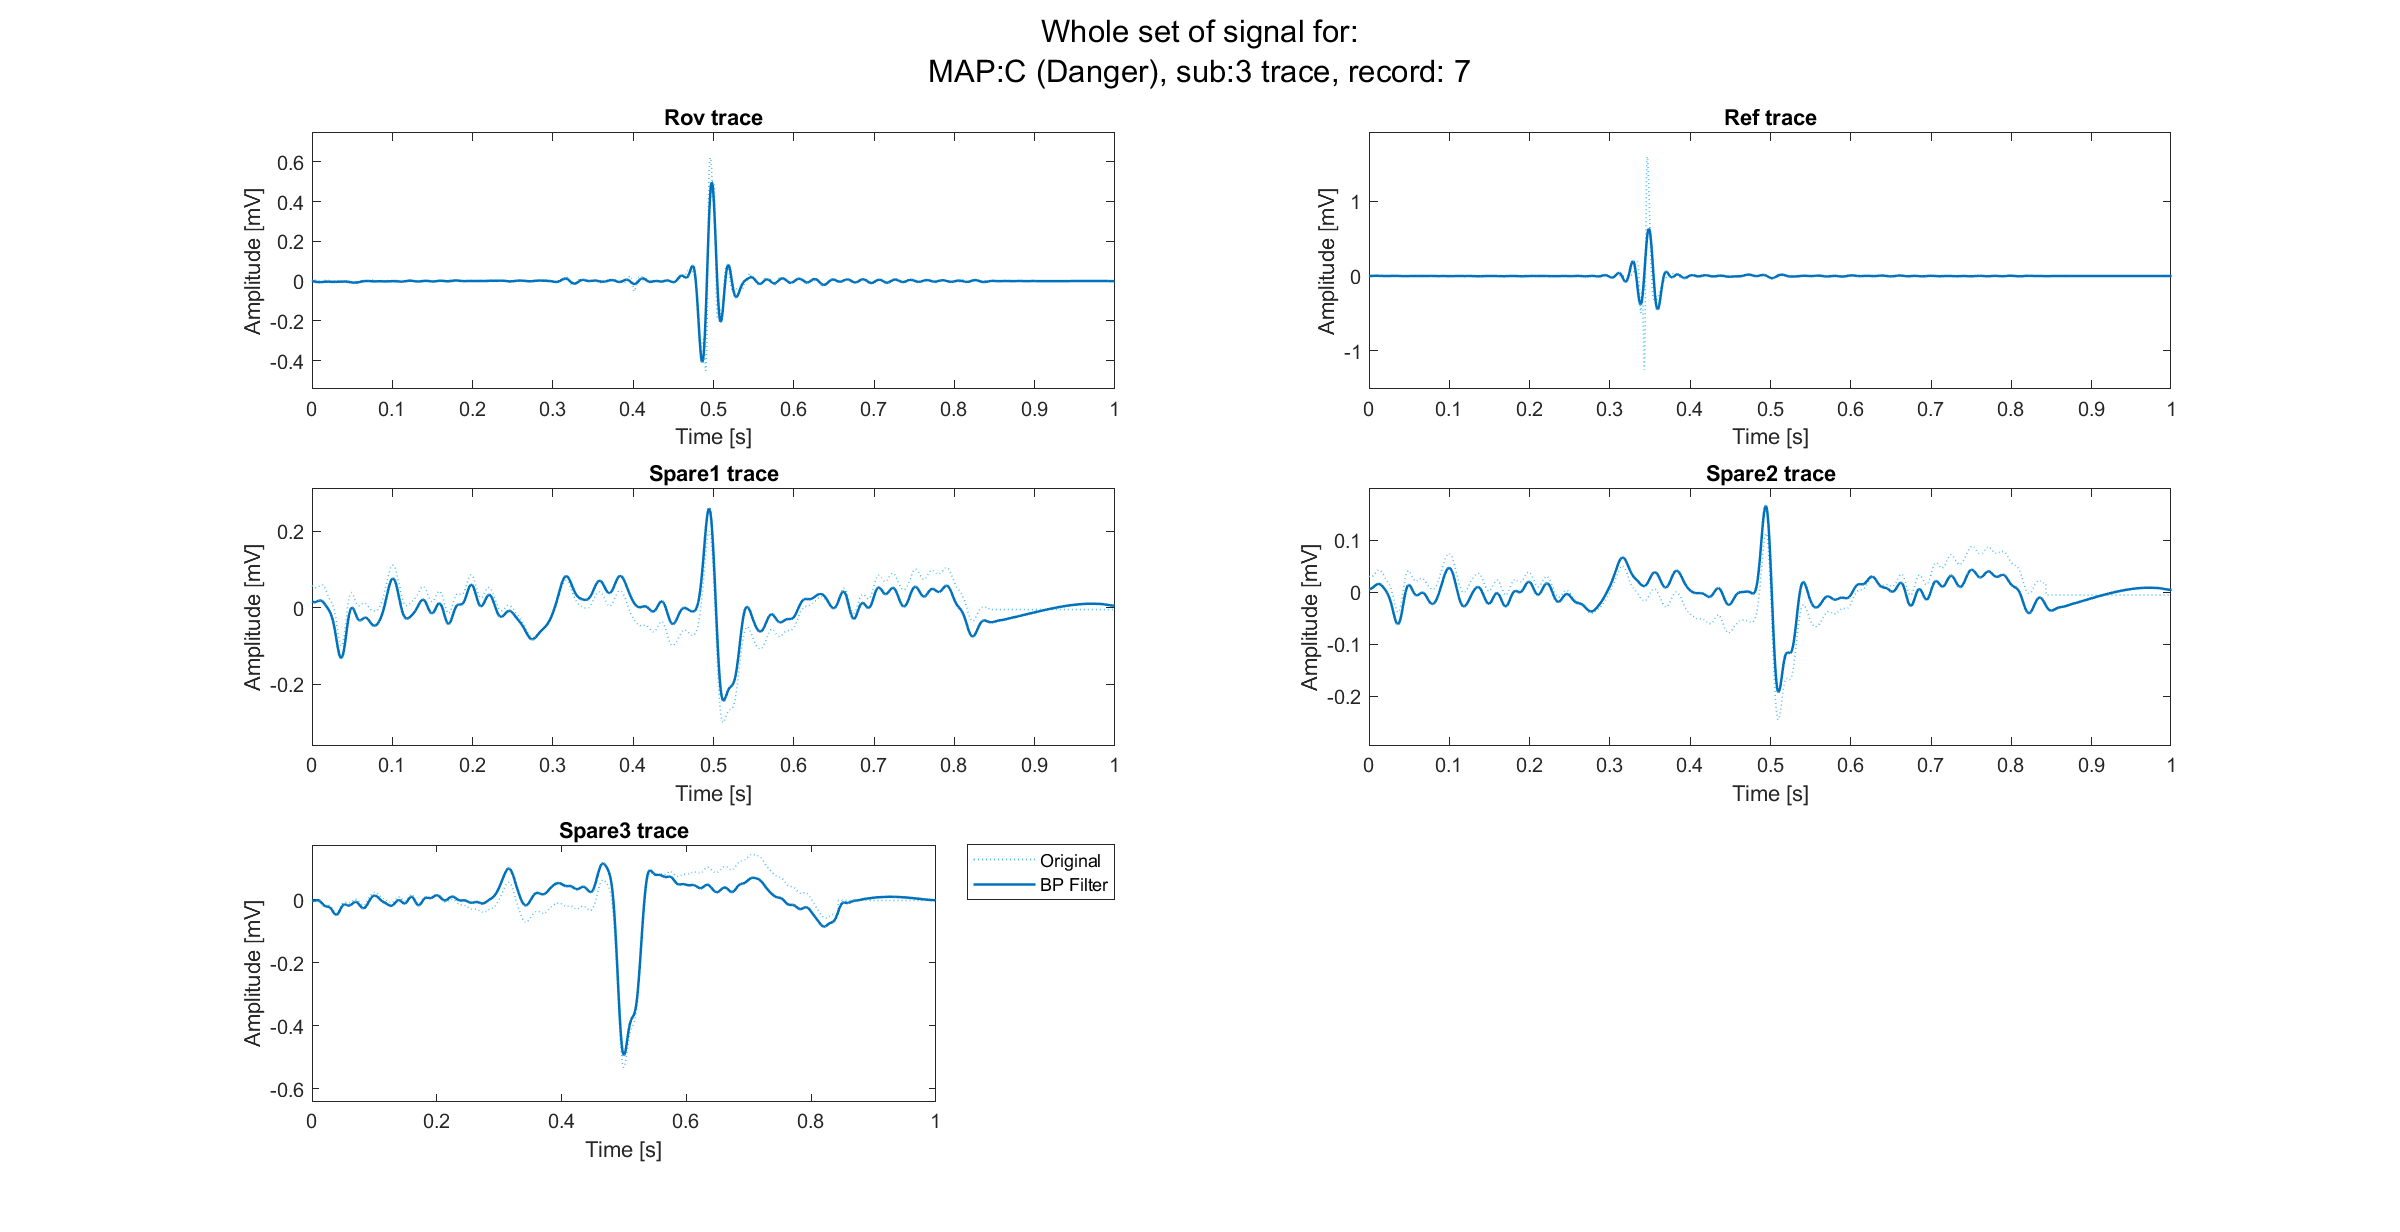 Whole set of signal for:
MAP:C (Danger), sub:3 trace, record: 7
Rov trace
Amplitude [mV]
0.6
0.4
0.2
0
-0.2
-0.4
0 0.1 0.2 0.3 0.4 0.5 0.6 0.7 0.8 0.9 1
Time [s]
Ref trace
Amplitude [mV]
1
0
-1
0 0.1 0.2 0.3 0.4 0.5 0.6 0.7 0.8 0.9 1
Time [s]
Spare1 trace
Amplitude [mV]
0.2
0
-0.2
0 0.1 0.2 0.3 0.4 0.5 0.6 0.7 0.8 0.9 1
Time [s]
Spare2 trace
Amplitude [mV]
0.1
0
-0.1
-0.2
0 0.1 0.2 0.3 0.4 0.5 0.6 0.7 0.8 0.9 1
Time [s]
Spare3 trace
Amplitude [mV]
0
-0.2
-0.4
-0.6
0 0.2 0.4 0.6 0.8 1
Time [s]
Original
BP Filter